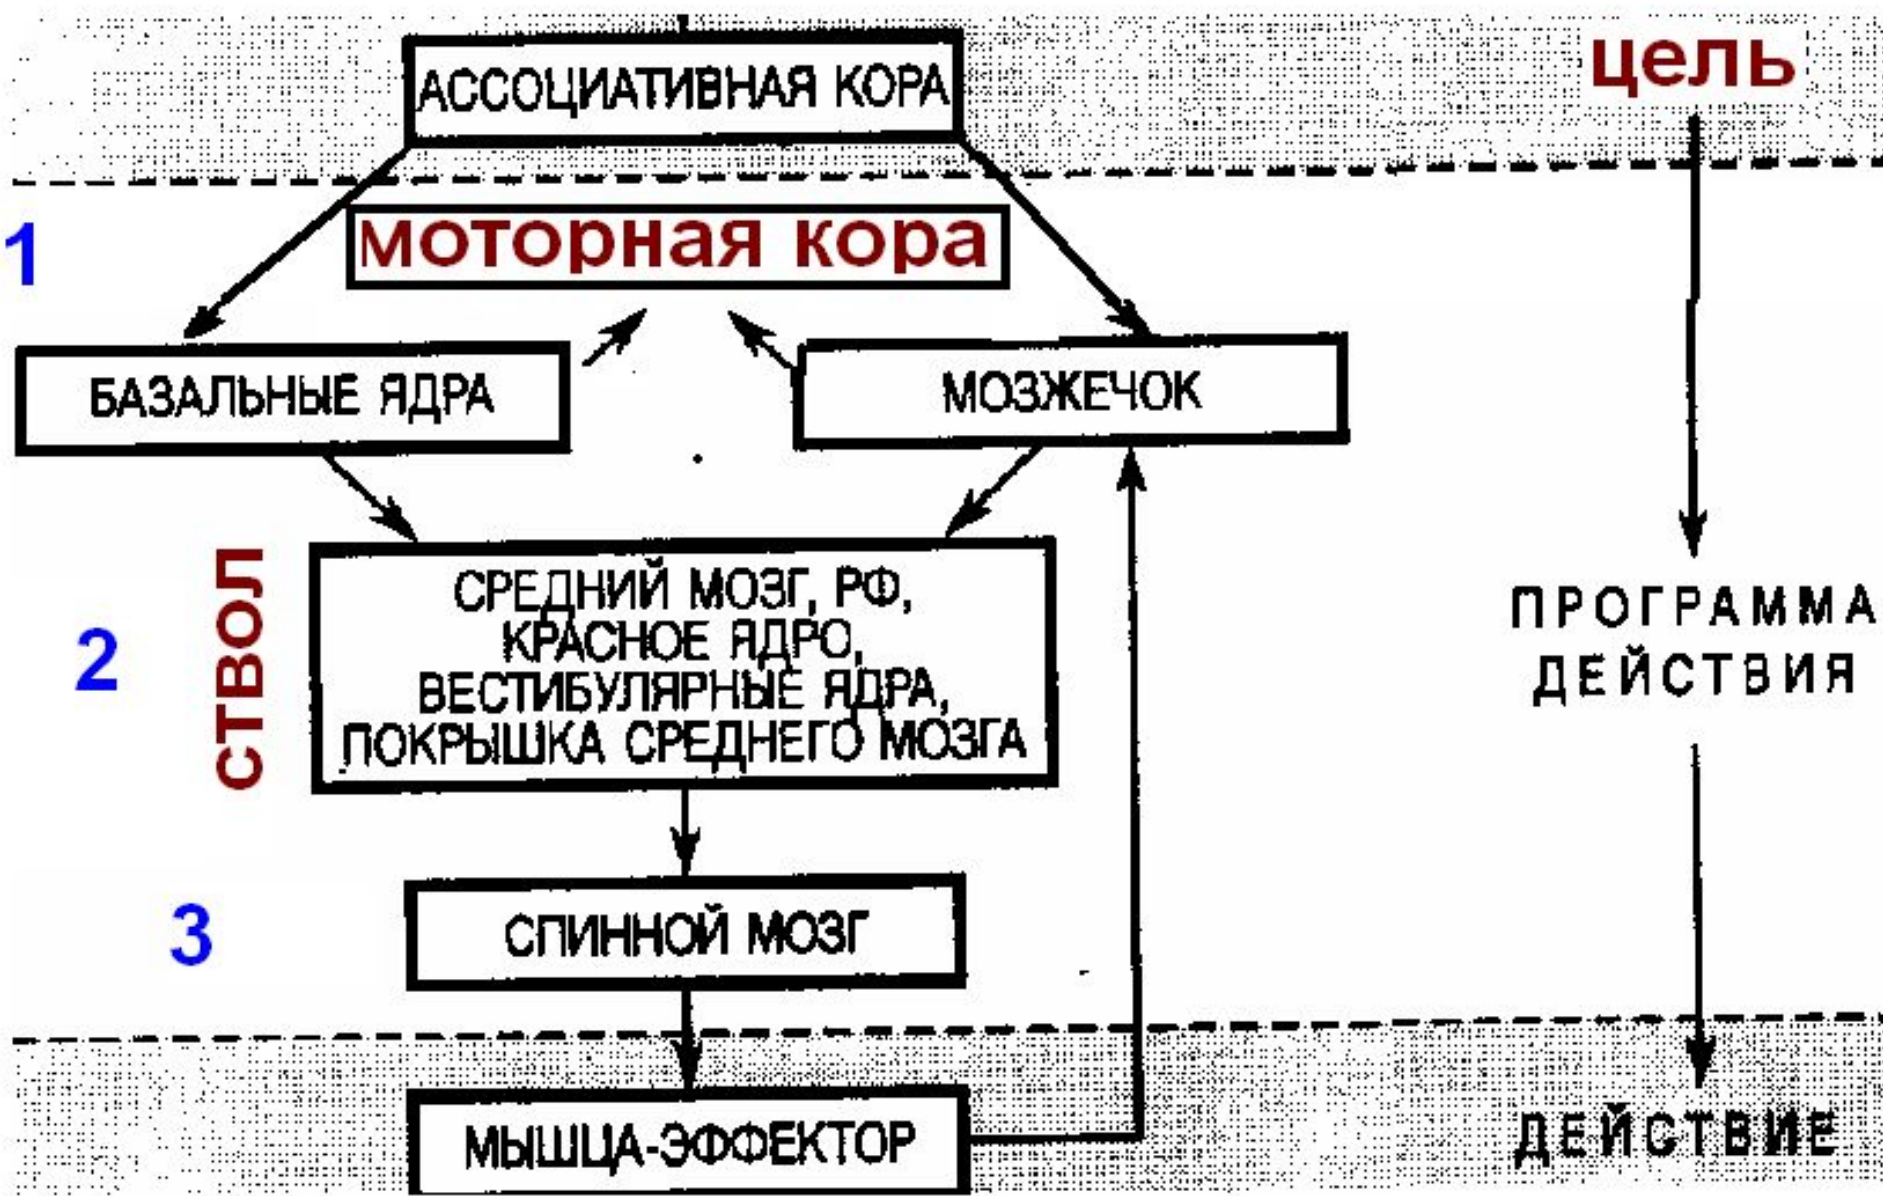 АССОЦИАТИВНАЯ КОРА
цель
1
моторная кора
БАЗАЛЬНЫЕ ЯДРА
МОЗЖЕЧОК
2
СТВОЛ
СРЕДНИЙ МОЗГ, РФ,
КРАСНОЕ ЯДРО,
ВЕСТИБУЛЯРНЫЕ ЯДРА,
ПОКРЫШКА СРЕДНЕГО МОЗГА
ПРОГРАММА
ДЕЙСТВИЯ
3
СПИННОЙ МОЗГ
МЫШЦА-ЭФФЕКТОР
ДЕЙСТВИЕ